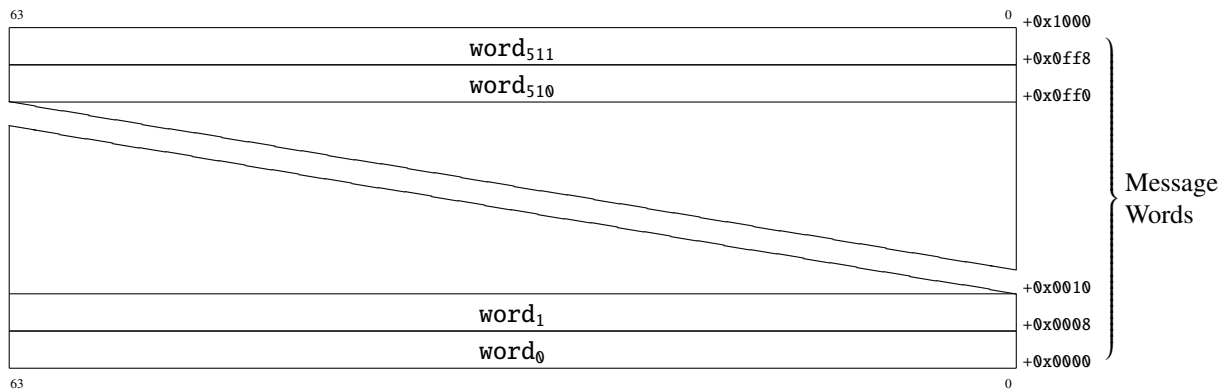 63 0 +0x1000
word₅₁₁
+0x0ff8
word₅₁₀
+0x0ff0
Message
Words
+0x0010
word₁
+0x0008
word₀
+0x0000
63 0